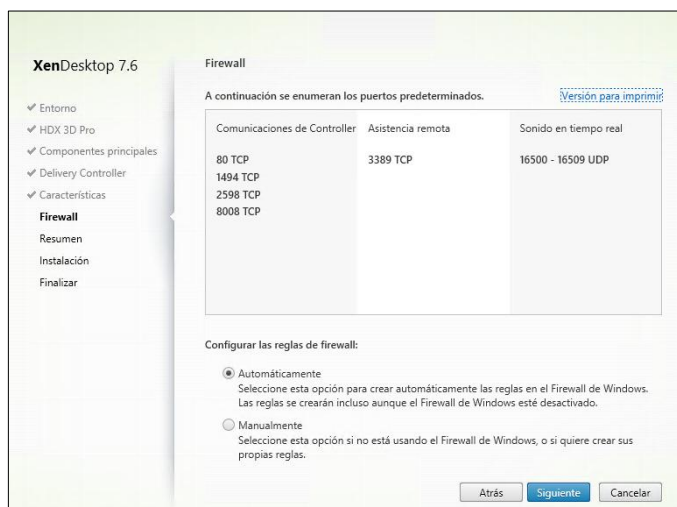 XenDesktop 7.6
Entorno
HDX 3D Pro
Componentes principales
Delivery Controller
Características
Firewall
Resumen
Instalación
Finalizar
Firewall
A continuación se enumeran los puertos predeterminados.
Versión para imprimir
Comunicaciones de Controller
80 TCP
1494 TCP
2598 TCP
8008 TCP
Asistencia remota
3389 TCP
Sonido en tiempo real
16500 - 16509 UDP
Configurar las reglas de firewall:
Automáticamente
Seleccione esta opción para crear automáticamente las reglas en el Firewall de Windows.
Las reglas se crearán incluso aunque el Firewall de Windows esté desactivado.
Manualmente
Seleccione esta opción si no está usando el Firewall de Windows, o si quiere crear sus
propias reglas.
Atrás
Siguiente
Cancelar